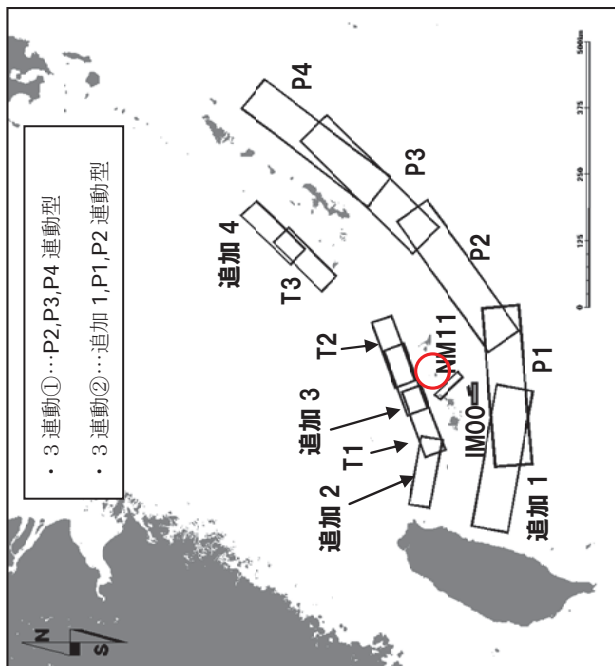 ・ 3 連動①…P2,P3,P4 連動型
・ 3 連動②…追加 1,P1,P2 連動型
N
S
P4
追加 4
T3
P3
T2
P2
追加 3
NM11
T1
P1
IM00
追加 2
追加 1
0
125
250
375
500km